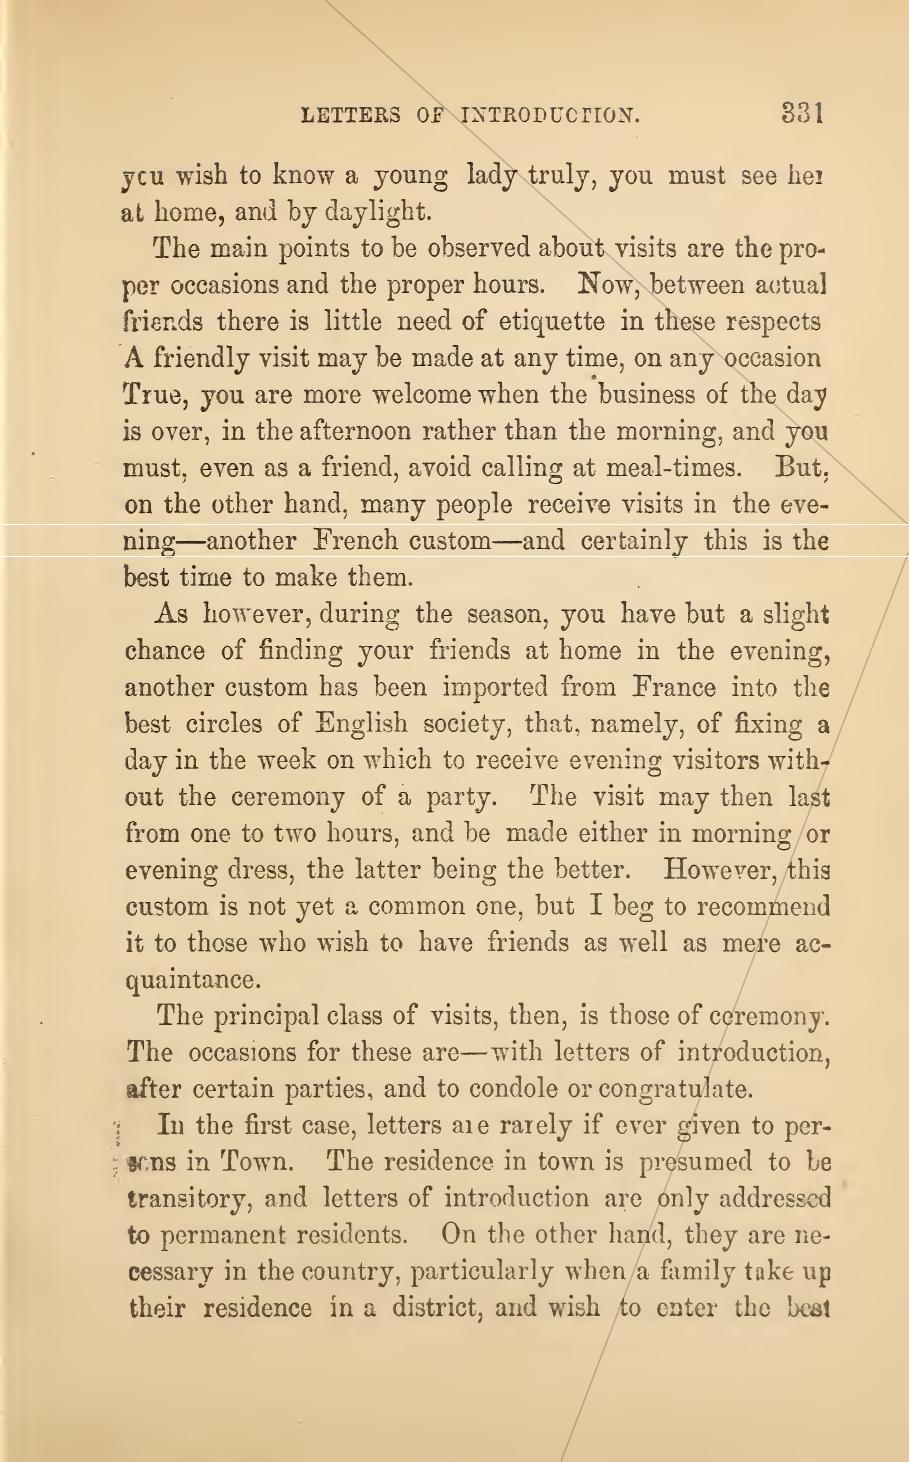 LETTERS OF INTRODUCTION. 331
you wish to know a young lady truly, you must see her
at home, and by daylight.
The main points to be observed about visits are the pro-
per occasions and the proper hours. Now, between actual
friends there is little need of etiquette in these respects
A friendly visit may be made at any time, on any occasion
True, you are more welcome when the business of the day
is over, in the afternoon rather than the morning, and you
must, even as a friend, avoid calling at meal-times. But,
on the other hand, many people receive visits in the eve-
ning—another French custom—and certainly this is the
best time to make them.
As however, during the season, you have but a slight
chance of finding your friends at home in the evening,
another custom has been imported from France into the
best circles of English society, that, namely, of fixing a
day in the week on which to receive evening visitors with-
out the ceremony of a party. The visit may then last
from one to two hours, and be made either in morning or
evening dress, the latter being the better. However, this
custom is not yet a common one, but I beg to recommend
it to those who wish to have friends as well as mere ac-
quaintance.
The principal class of visits, then, is those of ceremony.
The occasions for these are—with letters of introduction,
after certain parties, and to condole or congratulate.
In the first case, letters are rarely if ever given to per-
sons in Town. The residence in town is presumed to be
transitory, and letters of introduction are only addressed
to permanent residents. On the other hand, they are ne-
cessary in the country, particularly when a family take up
their residence in a district, and wish to enter the best